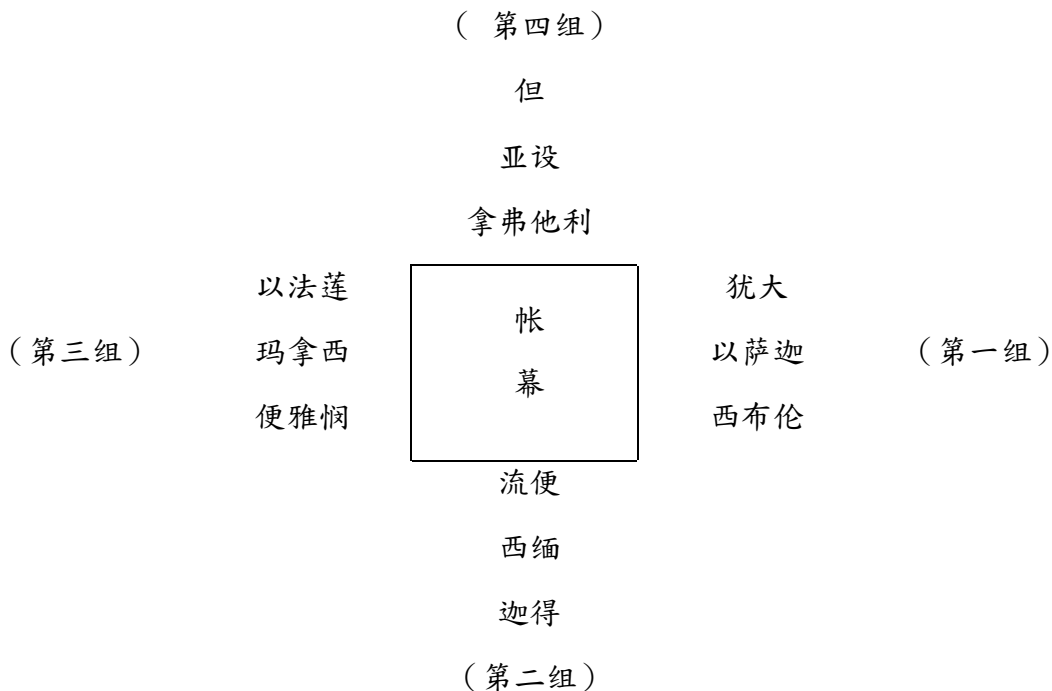 （ 第四组）
但
亚设
拿弗他利
以法莲 犹大
帐
（第三组） 玛拿西 以萨迦 （第一组）
幕
便雅悯 西布伦
流便
西缅
迦得
（第二组）